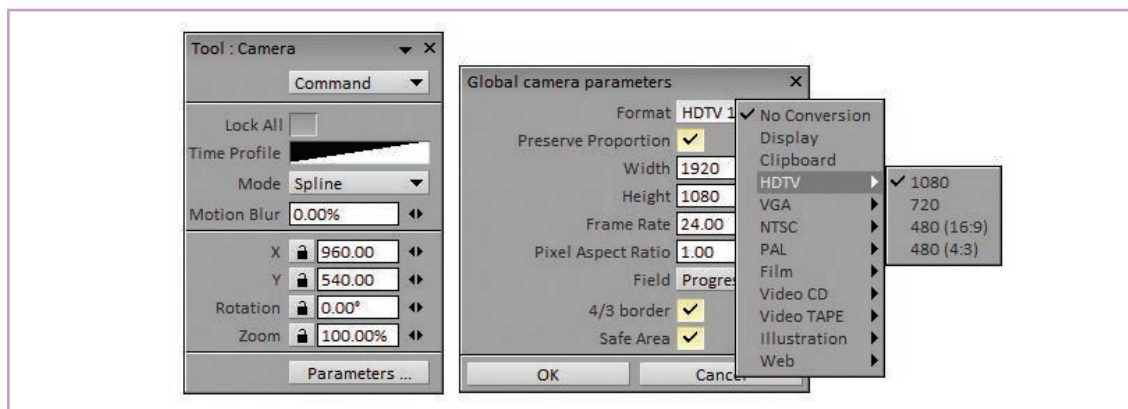 Tool : Camera
Command
Lock All
Time Profile
Mode Spline
Motion Blur 0.00%
X 960.00
Y 540.00
Rotation 0.00°
Zoom 100.00%
Parameters ...
Global camera parameters
Format HDTV 1
Preserve Proportion
Width 1920
Height 1080
Frame Rate 24.00
Pixel Aspect Ratio 1.00
Field Progres
4/3 border
Safe Area
OK Cancel
No Conversion
Display
Clipboard
HDTV
VGA
NTSC
PAL
Film
Video CD
Video TAPE
Illustration
Web
1080
720
480 (16:9)
480 (4:3)